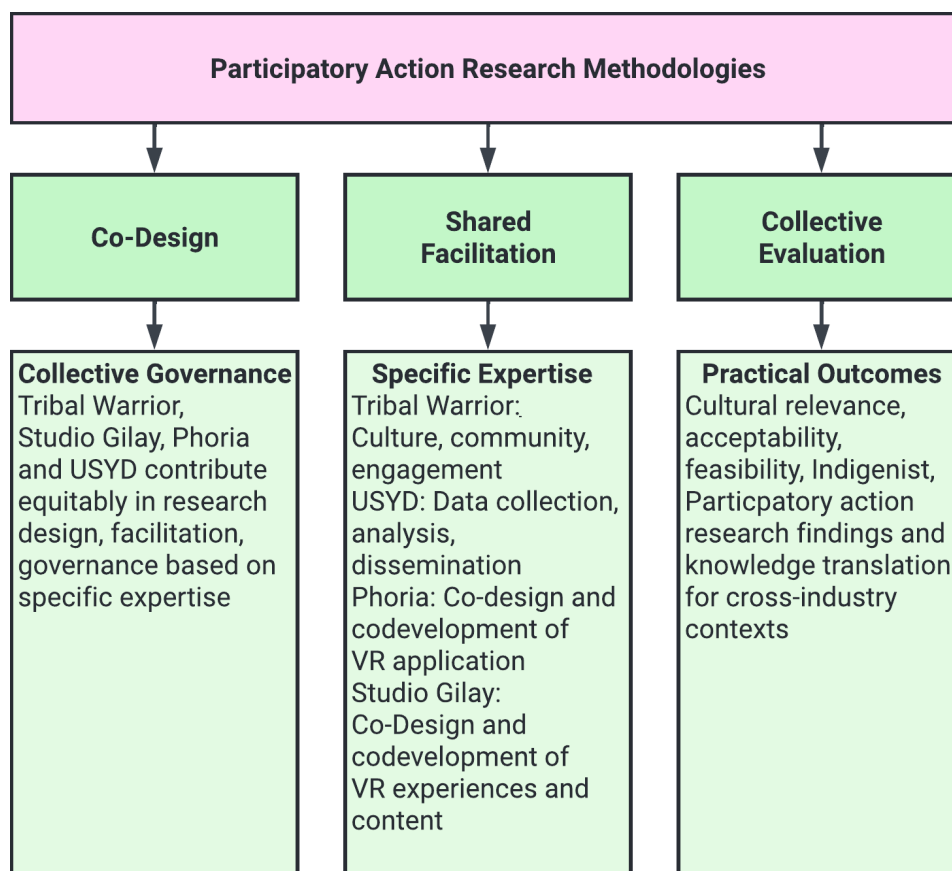 Participatory Action Research Methodologies
Co-Design
Shared
Facilitation
Collective
Evaluation
Collective Governance
Tribal Warrior,
Studio Gilay, Phoria
and USYD contribute
equitably in research
design, facilitation,
governance based on
specific expertise
Specific Expertise
Tribal Warrior:
Culture, community,
engagement
USYD: Data collection,
analysis,
dissemination
Phoria: Co-design and
codevelopment of
VR application
Studio Gilay:
Co-Design and
codevelopment of
VR experiences and
content
Practical Outcomes
Cultural relevance,
acceptability,
feasibility, Indigenist,
Particpatory action
research findings and
knowledge translation
for cross-industry
contexts